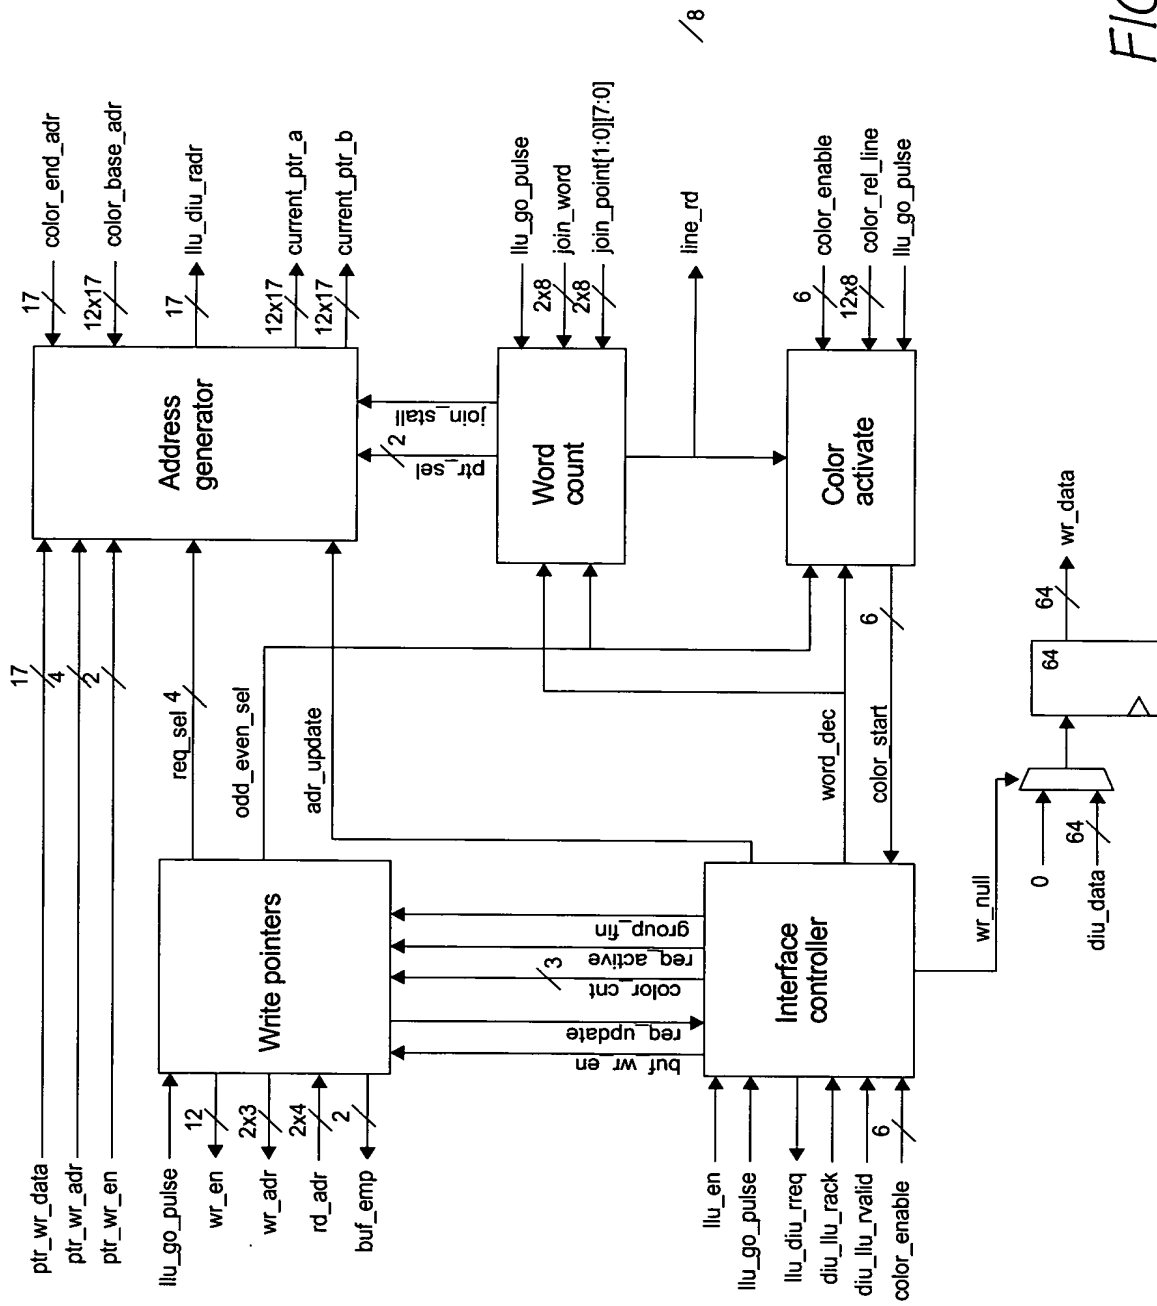 ptr_wr_data
17
ptr_wr_adr
4
ptr_wr_en
2
17
color_end_adr
12x17
color_base_adr
Address
generator
17
llu_diu_radr
12x17
current_ptr_a
12x17
current_ptr_b
req_sel
4
odd_even_sel
adr_update
llu_go_pulse
12
wr_en
2x3
wr_adr
2x4
rd_adr
2
buf_emp
Write pointers
join_stall
ptr_sel
2
Word
count
llu_go_pulse
2x8
join_word
2x8
join_point[1:0][7:0]
line_rd
8
group_fin
req_active
color_cnt
3
req_update
buf_wr_en
llu_en
llu_go_pulse
llu_diu_rreq
diu_llu_rack
diu_llu_rvalid
6
color_enable
Interface
controller
word_dec
color_start
6
Color
activate
6
color_enable
12x8
color_rel_line
llu_go_pulse
wr_null
0
64
diu_data
64
64
wr_data